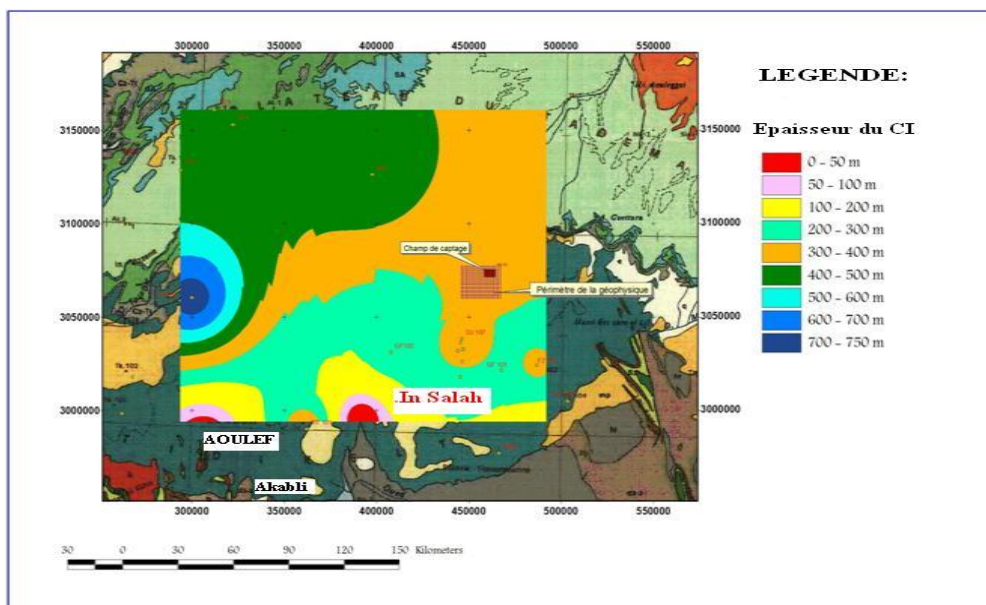 300000 350000 400000 450000 500000 550000
LEGENDE:
Epaisseur du CI
0 - 50 m
50 - 100 m
100 - 200 m
200 - 300 m
300 - 400 m
400 - 500 m
500 - 600 m
600 - 700 m
700 - 750 m
3150000 3150000
3100000 3100000
Champ de captage
Périmètre de la géophysique
3050000 3050000
3000000 3000000
.In Salah
AOULEF
Akabli
300000 350000 400000 450000 500000 550000
30 0 30 60 90 120 150 Kilometers